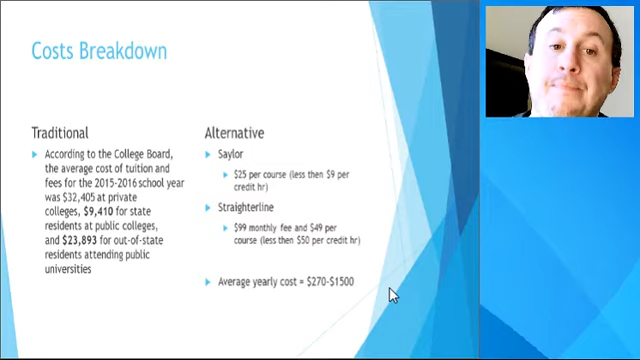 Costs Breakdown
Traditional
According to the College Board,
the average cost of tuition and
fees for the 2015-2016 school year
was $32,405 at private
colleges, $9,410 for state
residents at public colleges,
and $23,893 for out-of-state
residents attending public
universities
Alternative
Saylor
$25 per course (less then $9 per
credit hr)
Straighterline
$99 monthly fee and $49 per
course (less then $50 per credit hr)
Average yearly cost = $270-$1500